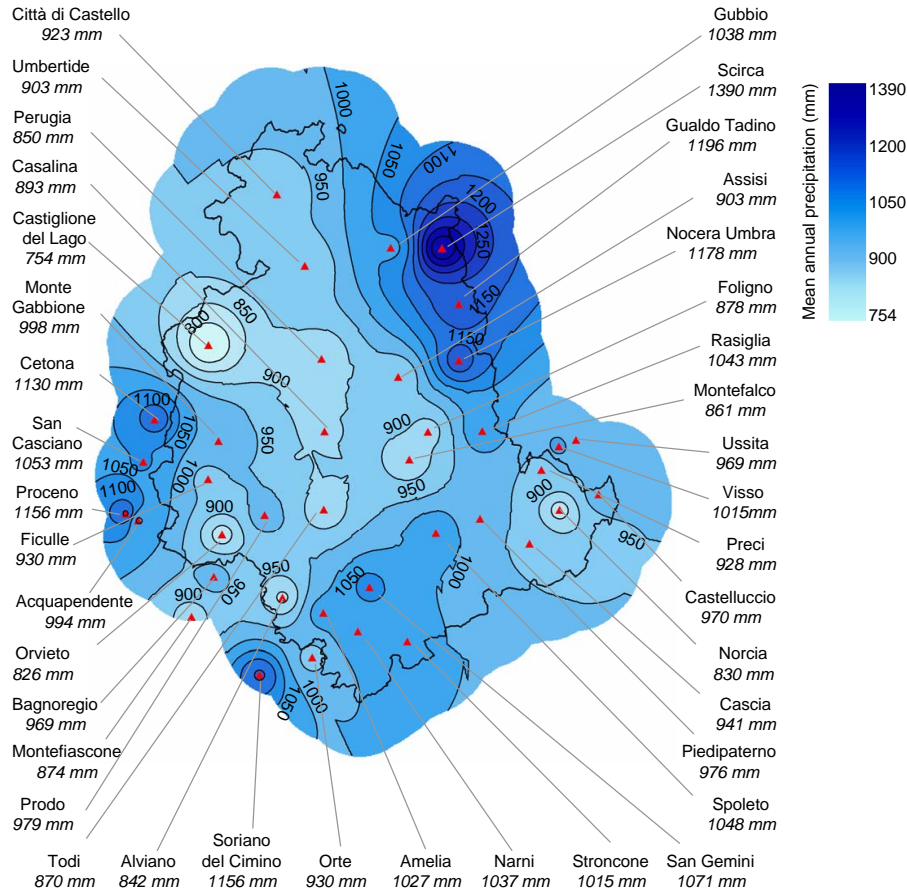 Città di Castello
923 mm
Umbertide
903 mm
Perugia
850 mm
Casalina
893 mm
Castiglione
del Lago
754 mm
Monte
Gabbione
998 mm
Cetona
1130 mm
San
Casciano
1053 mm
Proceno
1156 mm
Ficulle
930 mm
Acquapendente
994 mm
Orvieto
826 mm
Bagnoregio
969 mm
Montefiascone
874 mm
Prodo
979 mm
Todi
870 mm
Alviano
842 mm
Soriano
del Cimino
1156 mm
Orte
930 mm
Amelia
1027 mm
Narni
1037 mm
Stroncone
1015 mm
San Gemini
1071 mm
Gubbio
1038 mm
Scirca
1390 mm
Gualdo Tadino
1196 mm
Assisi
903 mm
Nocera Umbra
1178 mm
Foligno
878 mm
Rasiglia
1043 mm
Montefalco
861 mm
Ussita
969 mm
Visso
1015mm
Preci
928 mm
Castelluccio
970 mm
Norcia
830 mm
Cascia
941 mm
Piedipaterno
976 mm
Spoleto
1048 mm
1000
1050
1100
950
1200
1250
1150
1150
850
800
900
950
900
950
1100
1050
1050
1000
1100
900
950
900
950
1050
1000
1050
1000
900
950
Mean annual precipitation (mm)
1390
1200
1050
900
754